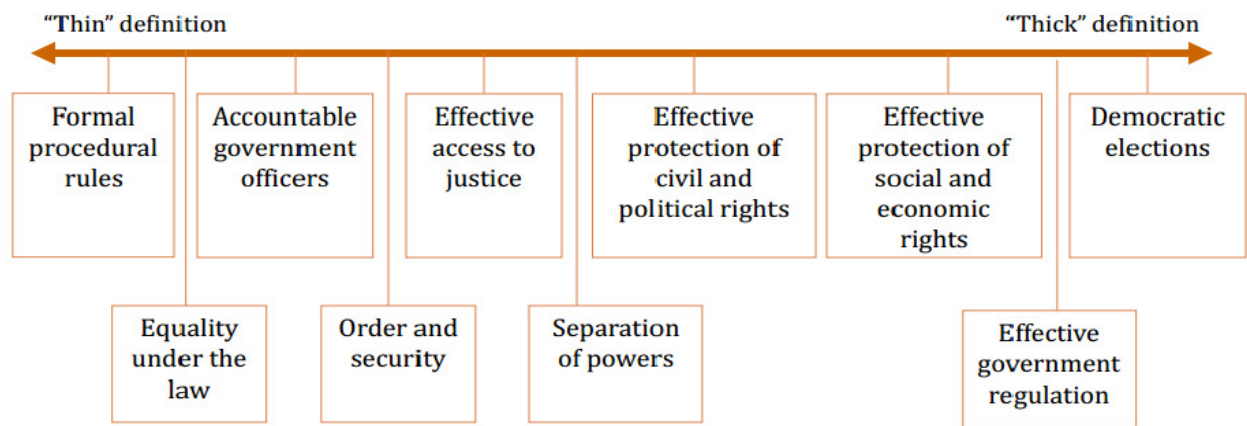 “Thin” definition
“Thick” definition
Formal
procedural
rules
Accountable
government
officers
Effective
access to
justice
Effective
protection of
civil and
political rights
Effective
protection of
social and
economic
rights
Democratic
elections
Equality
under the
law
Order and
security
Separation
of powers
Effective
government
regulation